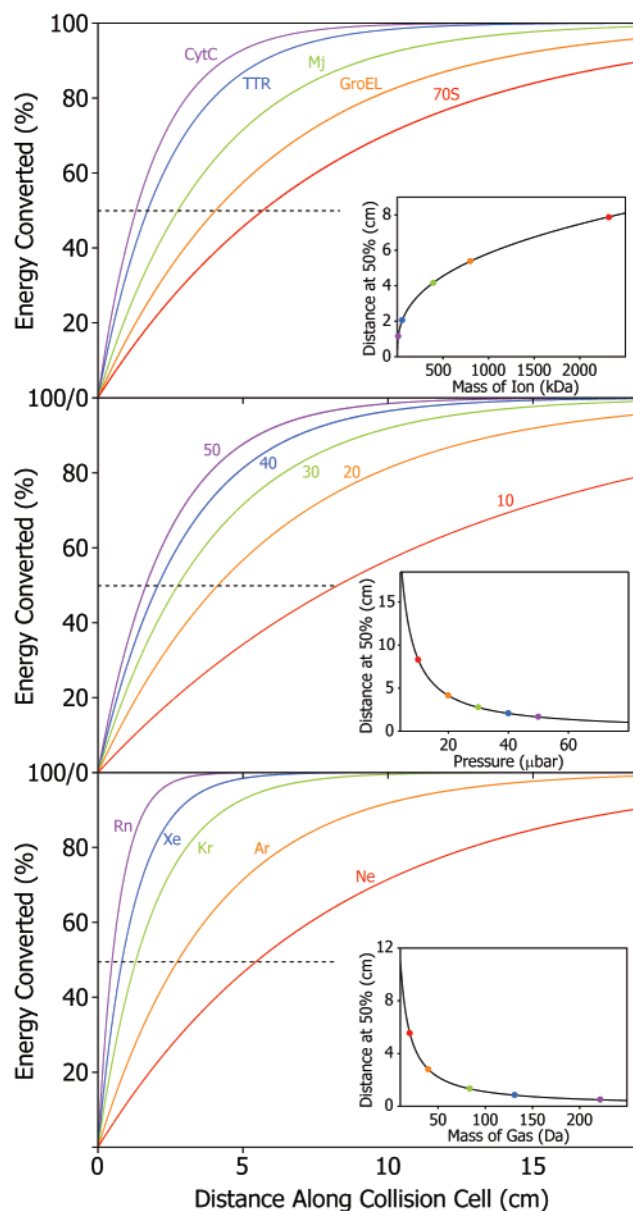 Energy Converted (%)
100
80
60
40
20
CytC
TTR
Mj
GroEL
70S
Distance at 50% (cm)
8
6
4
2
0
500 1000 1500 2000
Mass of Ion (kDa)
100/0
Energy Converted (%)
80
60
40
20
50
40
30
20
10
Distance at 50% (cm)
15
10
5
0
20 40 60
Pressure (μbar)
100/0
Energy Converted (%)
80
60
40
20
Rn
Xe
Kr
Ar
Ne
Distance at 50% (cm)
12
8
4
0
50 100 150 200
Mass of Gas (Da)
0 5 10 15
Distance Along Collision Cell (cm)